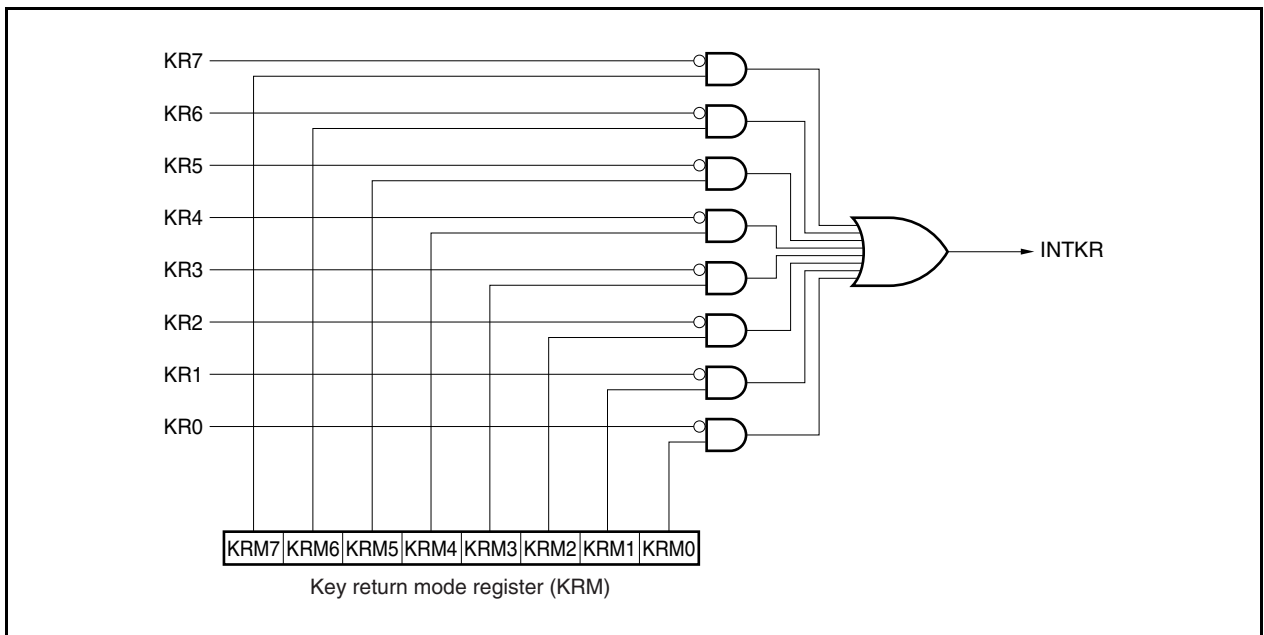 KR7
KR6
KR5
KR4
KR3
KR2
KR1
KR0
INTKR
KRM7 KRM6 KRM5 KRM4 KRM3 KRM2 KRM1 KRM0
Key return mode register (KRM)